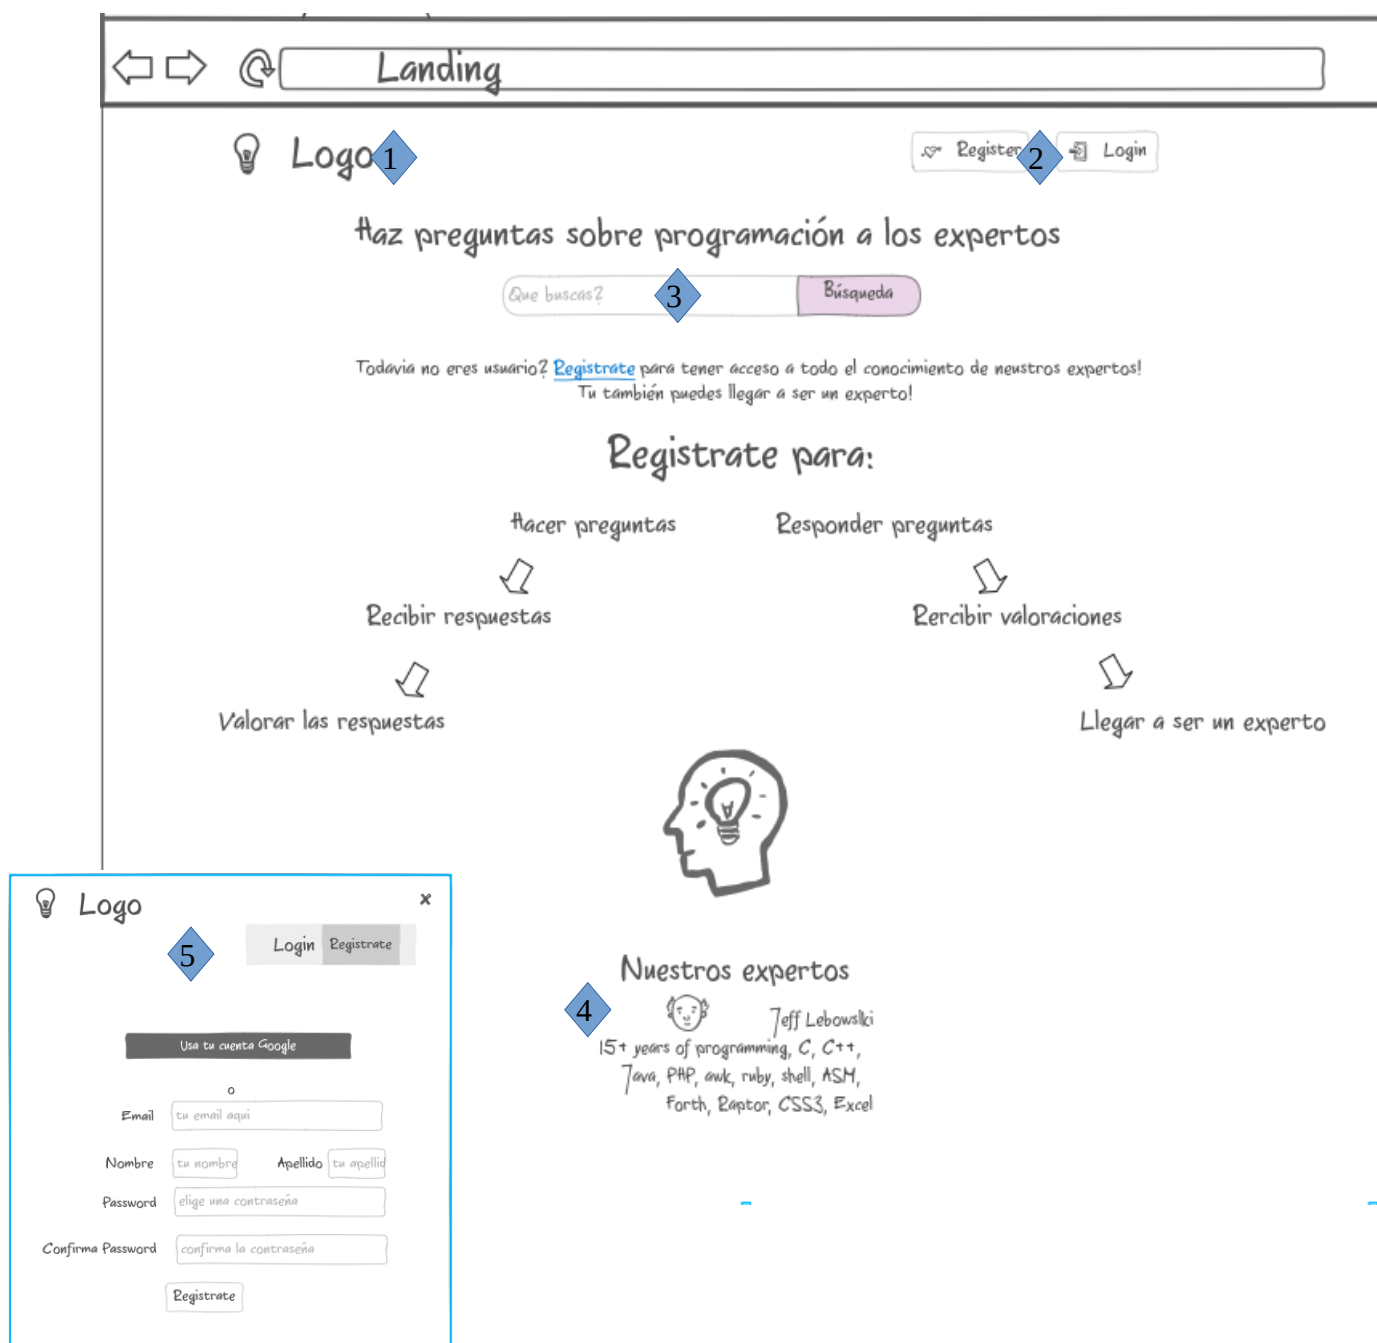 Landing
Logo 1
Register 2 Login
Haz preguntas sobre programación a los expertos
Que buscas? 3 Búsqueda
Todavia no eres usuario? Registrate para tener acceso a todo el conocimiento de neustros expertos!
Tu también puedes llegar a ser un experto!
Registrate para:
Hacer preguntas Responder preguntas
Recibir respuestas Rercibir valoraciones
Valorar las respuestas Llegar a ser un experto
Nuestros expertos
4
Jeff Lebowski
15+ years of programming, C, C++,
Java, PHP, awk, ruby, shell, ASM,
Forth, Raptor, CSS3, Excel
Logo x
5 Login Registrate
Usa tu cuenta Google
o
Email tu email aqui
Nombre tu nombre Apellido tu apellid
Password elige una contraseña
Confirma Password confirma la contraseña
Registrate